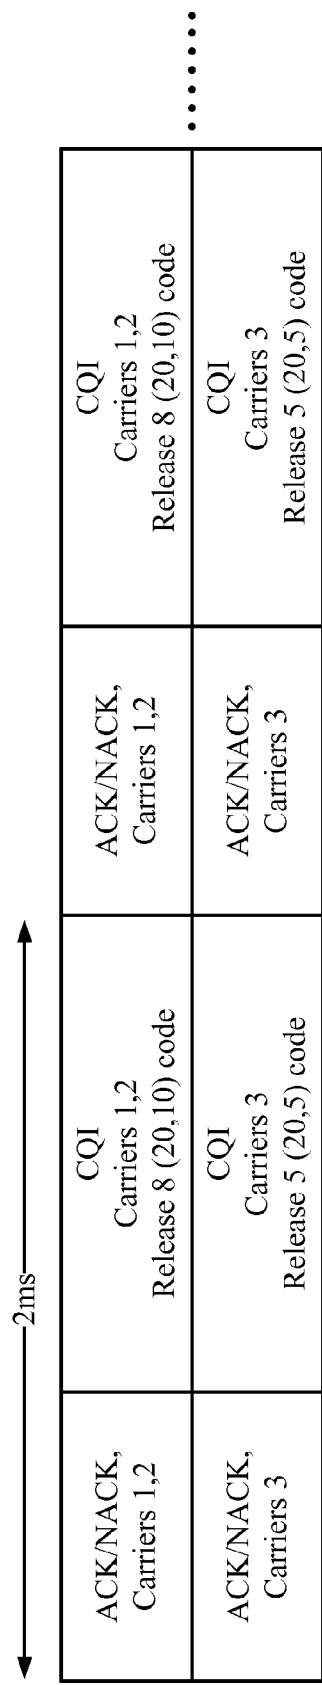 2ms
ACK/NACK,
Carriers 1,2
CQI
Carriers 1,2
Release 8 (20,10) code
ACK/NACK,
Carriers 1,2
CQI
Carriers 1,2
Release 8 (20,10) code
ACK/NACK,
Carriers 3
CQI
Carriers 3
Release 5 (20,5) code
ACK/NACK,
Carriers 3
CQI
Carriers 3
Release 5 (20,5) code